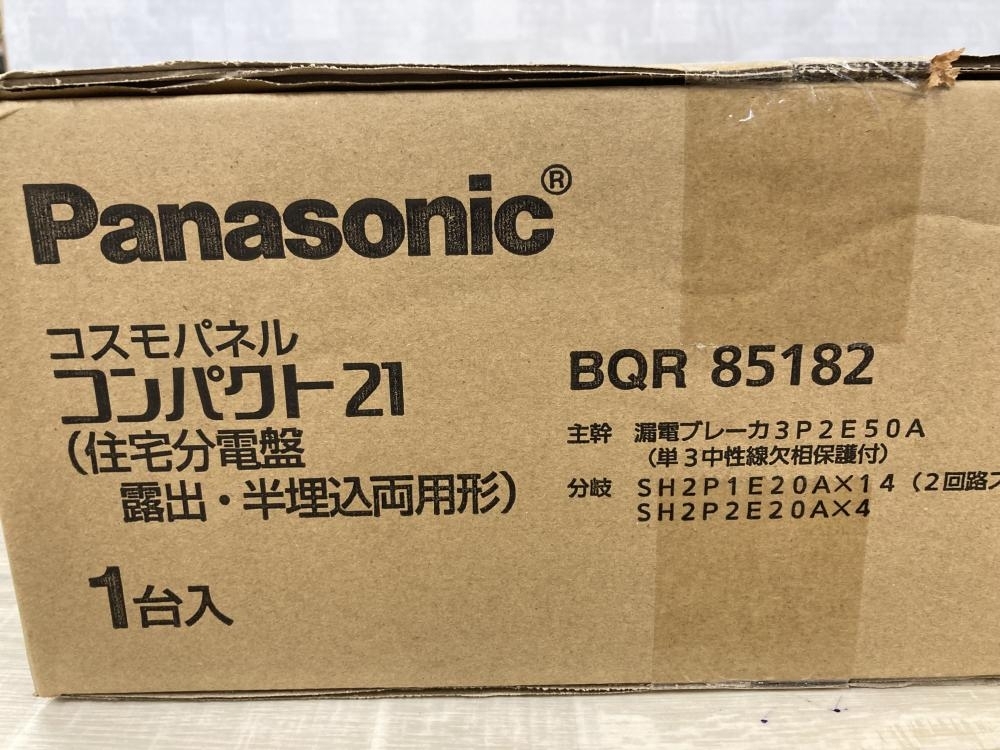 Panasonic®
コスモパネル
コンパクト21
(住宅分電盤
露出・半埋込両用形)
1台入
BQR 85182
主幹 漏電ブレーカ3P2E50A
(単3中性線欠相保護付)
分岐 SH2P1E20A×14 (2回路
SH2P2E20A×4